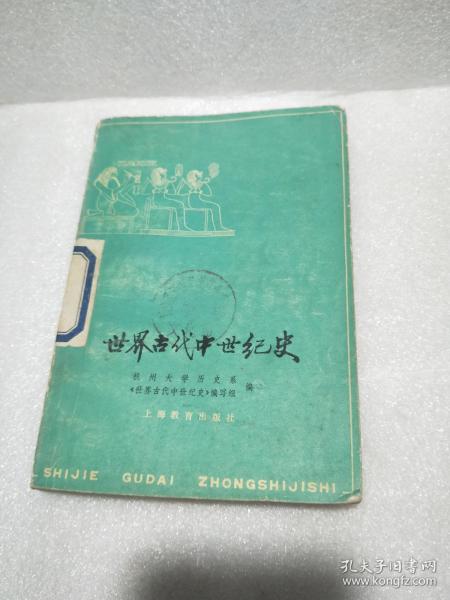 世界古代中世纪史
杭州大学历史系
《世界古代中世纪史》编写组 编
上海教育出版社
SHIJIE GUDAI ZHONGSHIJISHI
孔夫子旧书网
www.kongfz.com